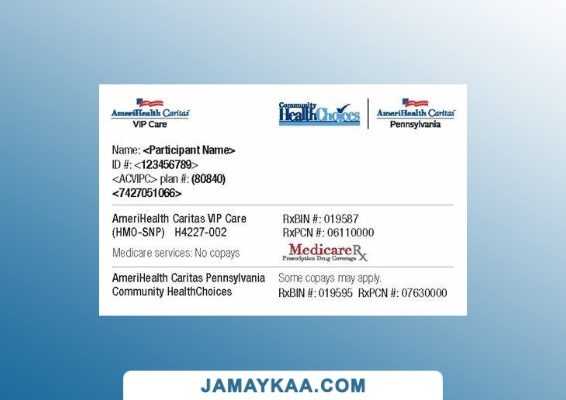 AmeriHealth Caritas
VIP Care
Community
HealthChoices
AmeriHealth Caritas
Pennsylvania
Name: <Participant Name>
ID #: <123456789>
<ACVIPC> plan #: (80840)
<7427051066>
AmeriHealth Caritas VIP Care
(HMO-SNP) H4227-002
Medicare services: No copays
RxBIN #: 019587
RxPCN #: 06110000
MedicareRx
Prescription Drug Coverage
AmeriHealth Caritas Pennsylvania
Community HealthChoices
Some copays may apply.
RxBIN #: 019595 RxPCN #: 07630000
JAMAYKAA.COM